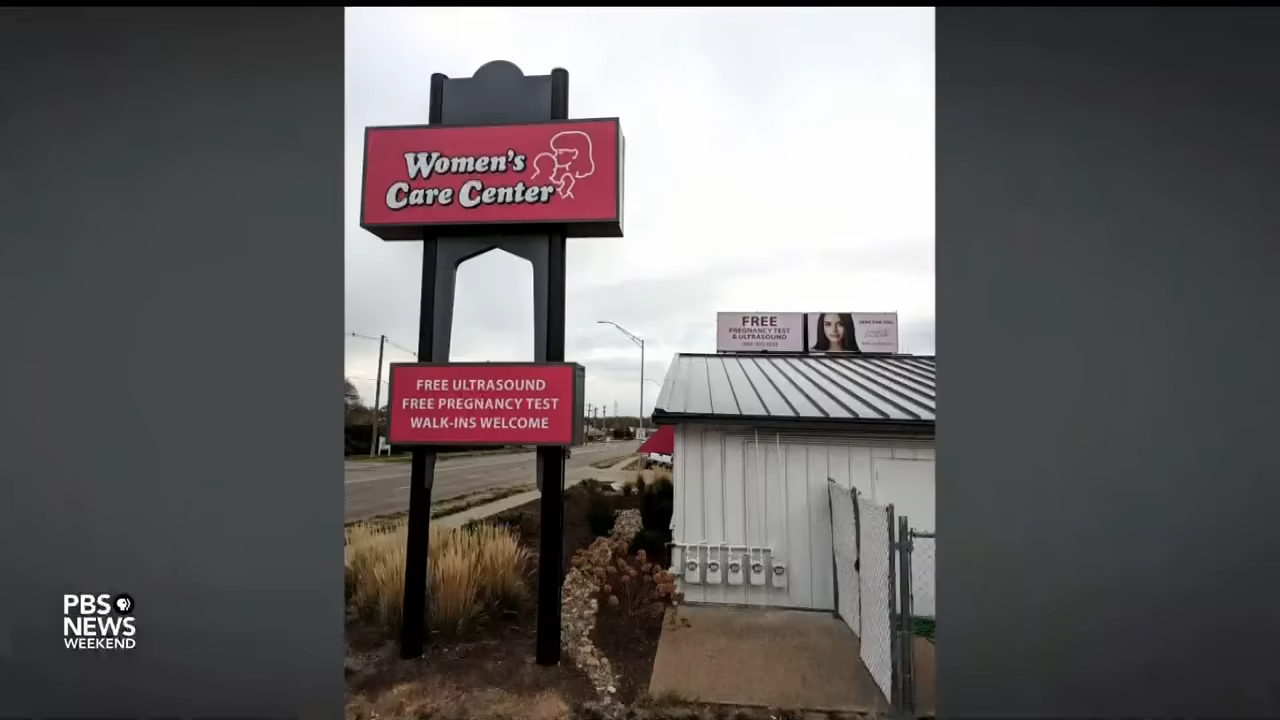 Women's
Care Center
FREE ULTRASOUND
FREE PREGNANCY TEST
WALK-INS WELCOME
FREE
PREGNANCY TEST
& ULTRASOUND
PBS
NEWS
WEEKEND